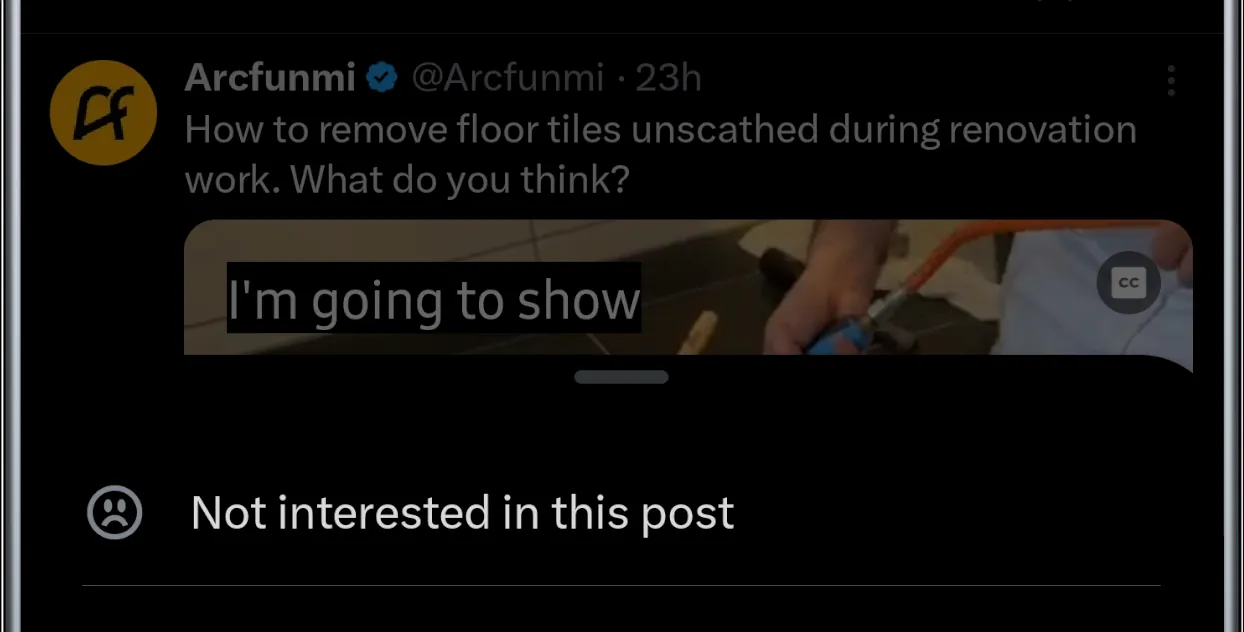 Arcfunmi @Arcfunmi · 23h
How to remove floor tiles unscathed during renovation
work. What do you think?
I'm going to show
CC
Not interested in this post